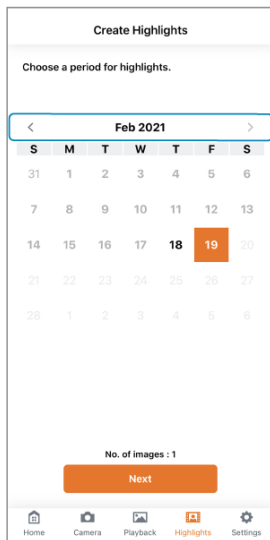 Create Highlights
Choose a period for highlights.
< Feb 2021 >
S M T W T F S
31 1 2 3 4 5 6
7 8 9 10 11 12 13
14 15 16 17 18 19 20
21 22 23 24 25 26 27
28 1 2 3 4 5 6
No. of images : 1
Next
Home Camera Playback Highlights Settings